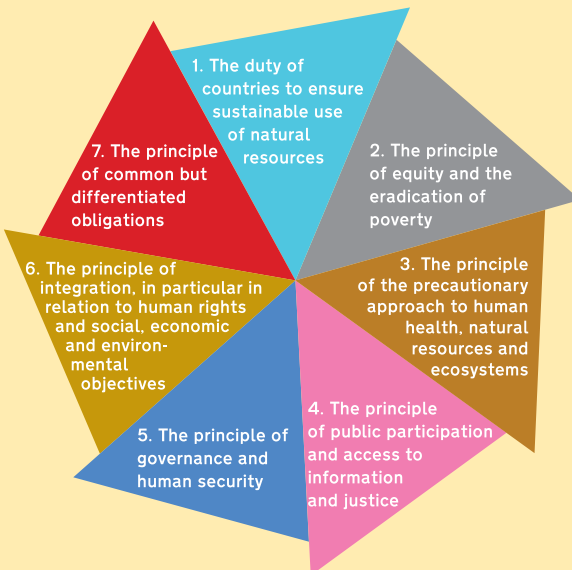 1. The duty of
countries to ensure
sustainable use
of natural
resources
2. The principle
of equity and the
eradication of
poverty
3. The principle
of the precautionary
approach to human
health, natural
resources and
ecosystems
4. The principle
of public participation
and access to
information
and justice
5. The principle of
governance and
human security
6. The principle of
integration, in particular in
relation to human rights
and social, economic
and environ-
mental
objectives
7. The principle
of common but
differentiated
obligations